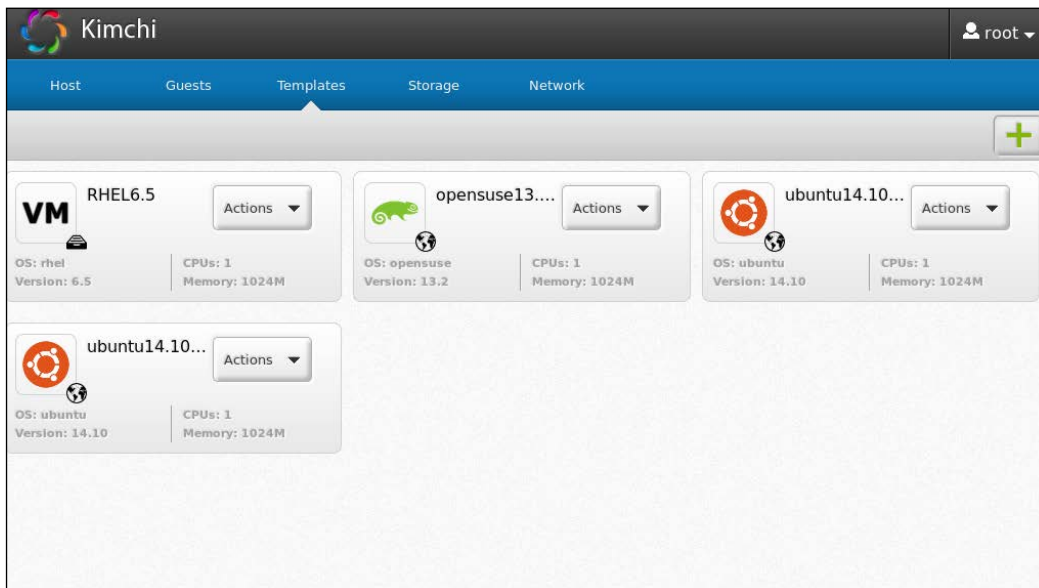 Kimchi
root
Host Guests Templates Storage Network
VM RHEL6.5 Actions
OS: rhel CPUs: 1
Version: 6.5 Memory: 1024M
opensuse13.... Actions
OS: opensuse CPUs: 1
Version: 13.2 Memory: 1024M
ubuntu14.10... Actions
OS: ubuntu CPUs: 1
Version: 14.10 Memory: 1024M
ubuntu14.10... Actions
OS: ubuntu CPUs: 1
Version: 14.10 Memory: 1024M